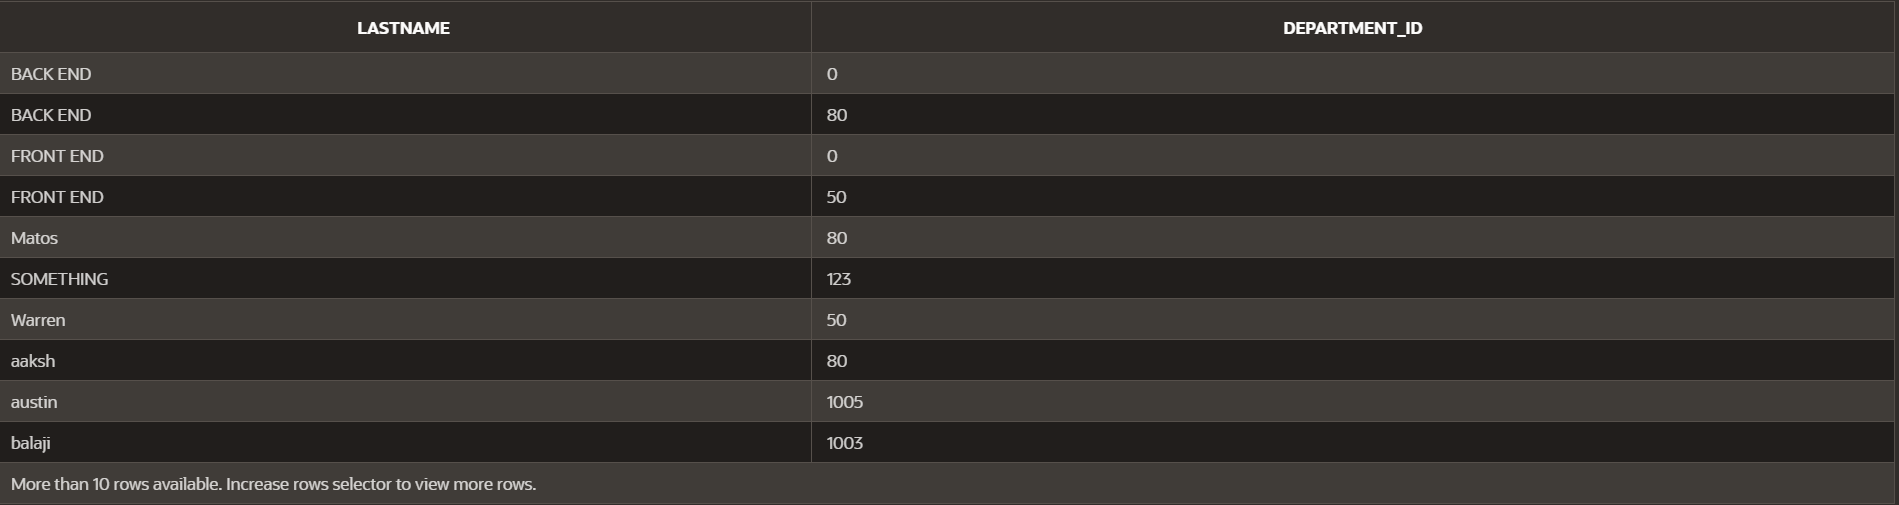 LASTNAME DEPARTMENT_ID
BACK END 0
BACK END 80
FRONT END 0
FRONT END 50
Matos 80
SOMETHING 123
Warren 50
aaksh 80
austin 1005
balaji 1003
More than 10 rows available. Increase rows selector to view more rows.